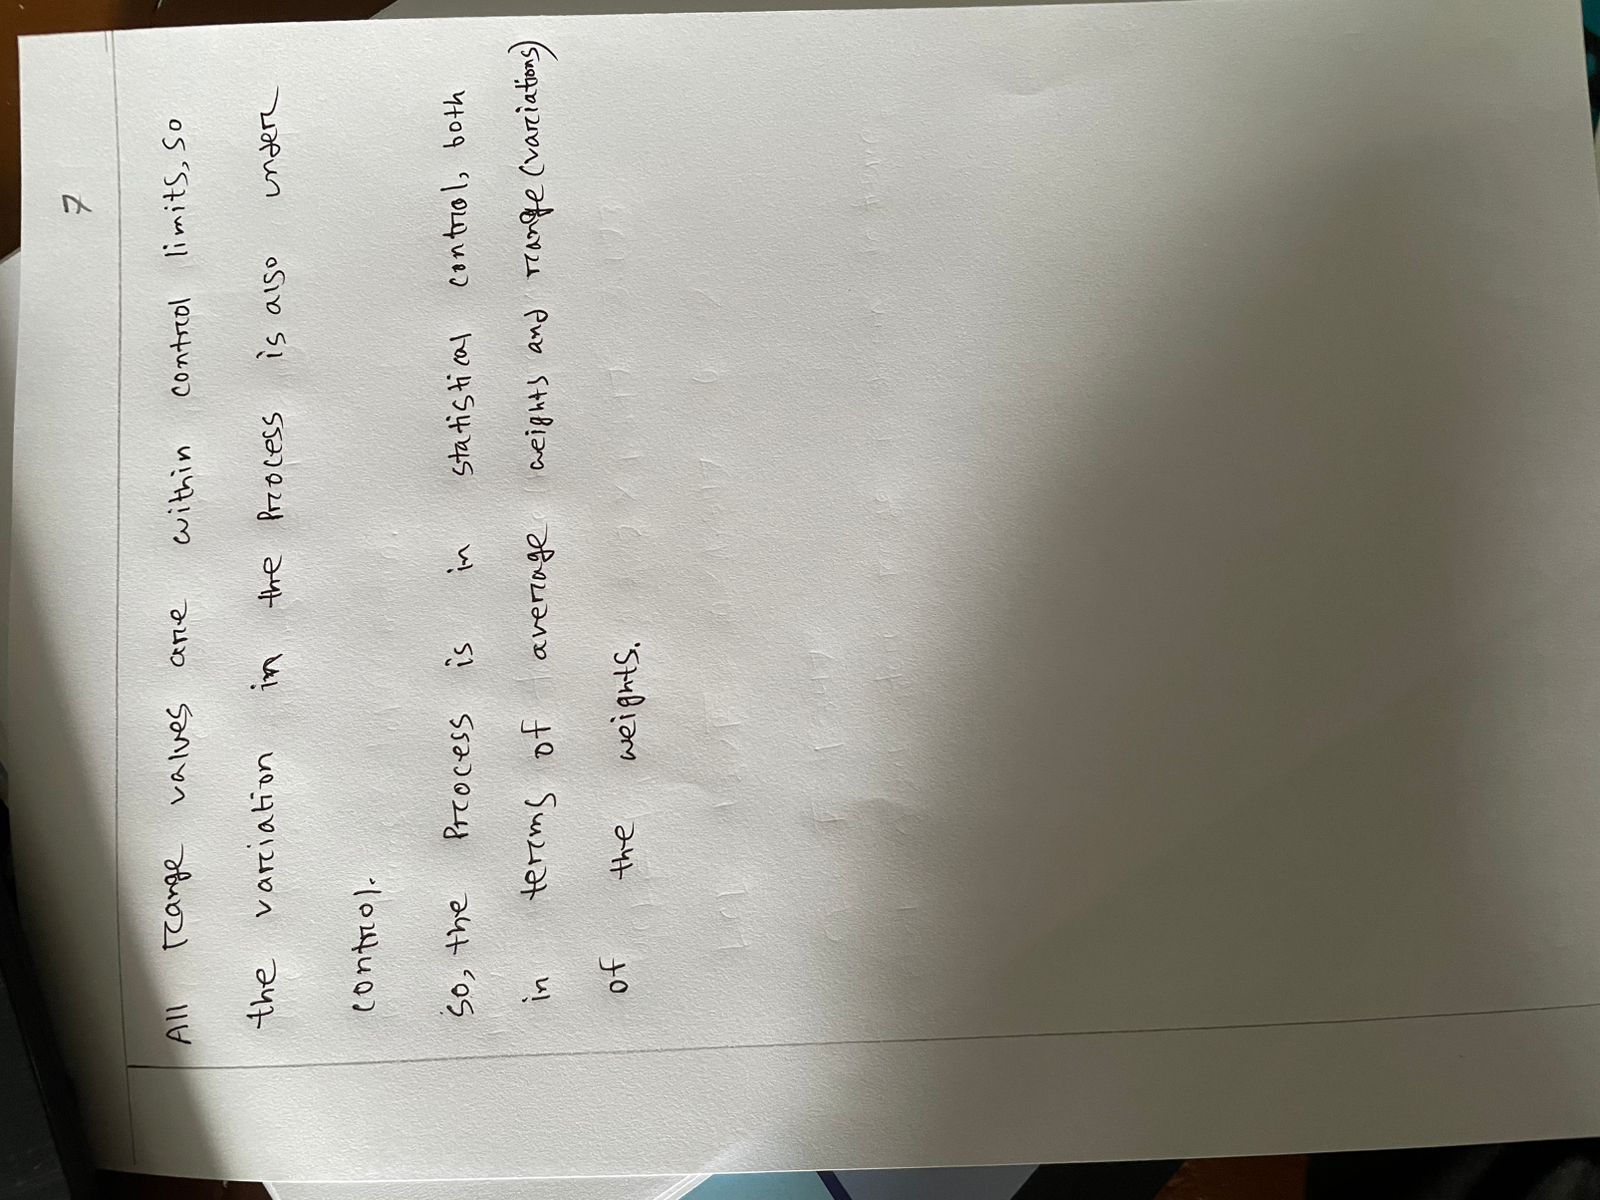 7
All range values are within control limits, so
the variation in the Process is also under
control.
So, the Process is in statistical control, both
in terms of average weights and range (variations)
of the weights.